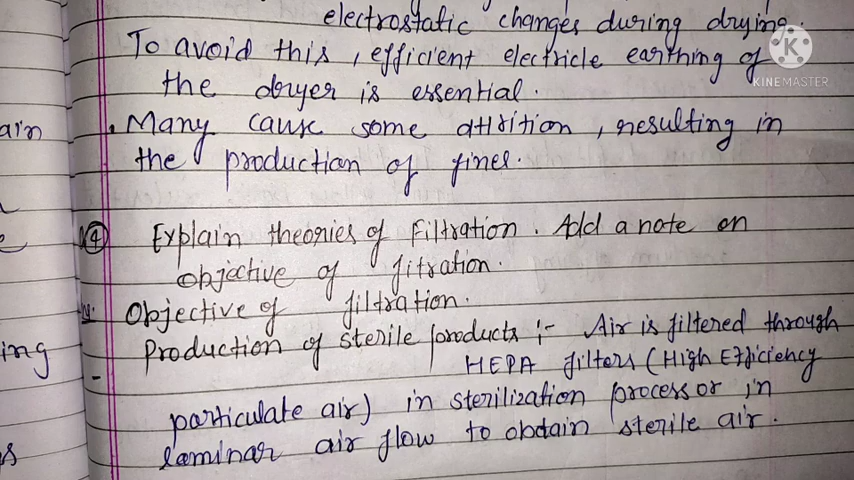 electrostatic changes during drying.
To avoid this, efficient electricle earthing of
the dryer is essential.
KINEMASTER
. Many cause some attrition, resulting in
the production of fines.
ain
④ Explain theories of Filtration. Add a note on
objective of fitration.
Objective of filtration.
Production of sterile products :- Air is filtered through
HEPA filters (High Efficiency
ing
- particulate air) in sterilization process or in
laminar air flow to obtain sterile air.
s